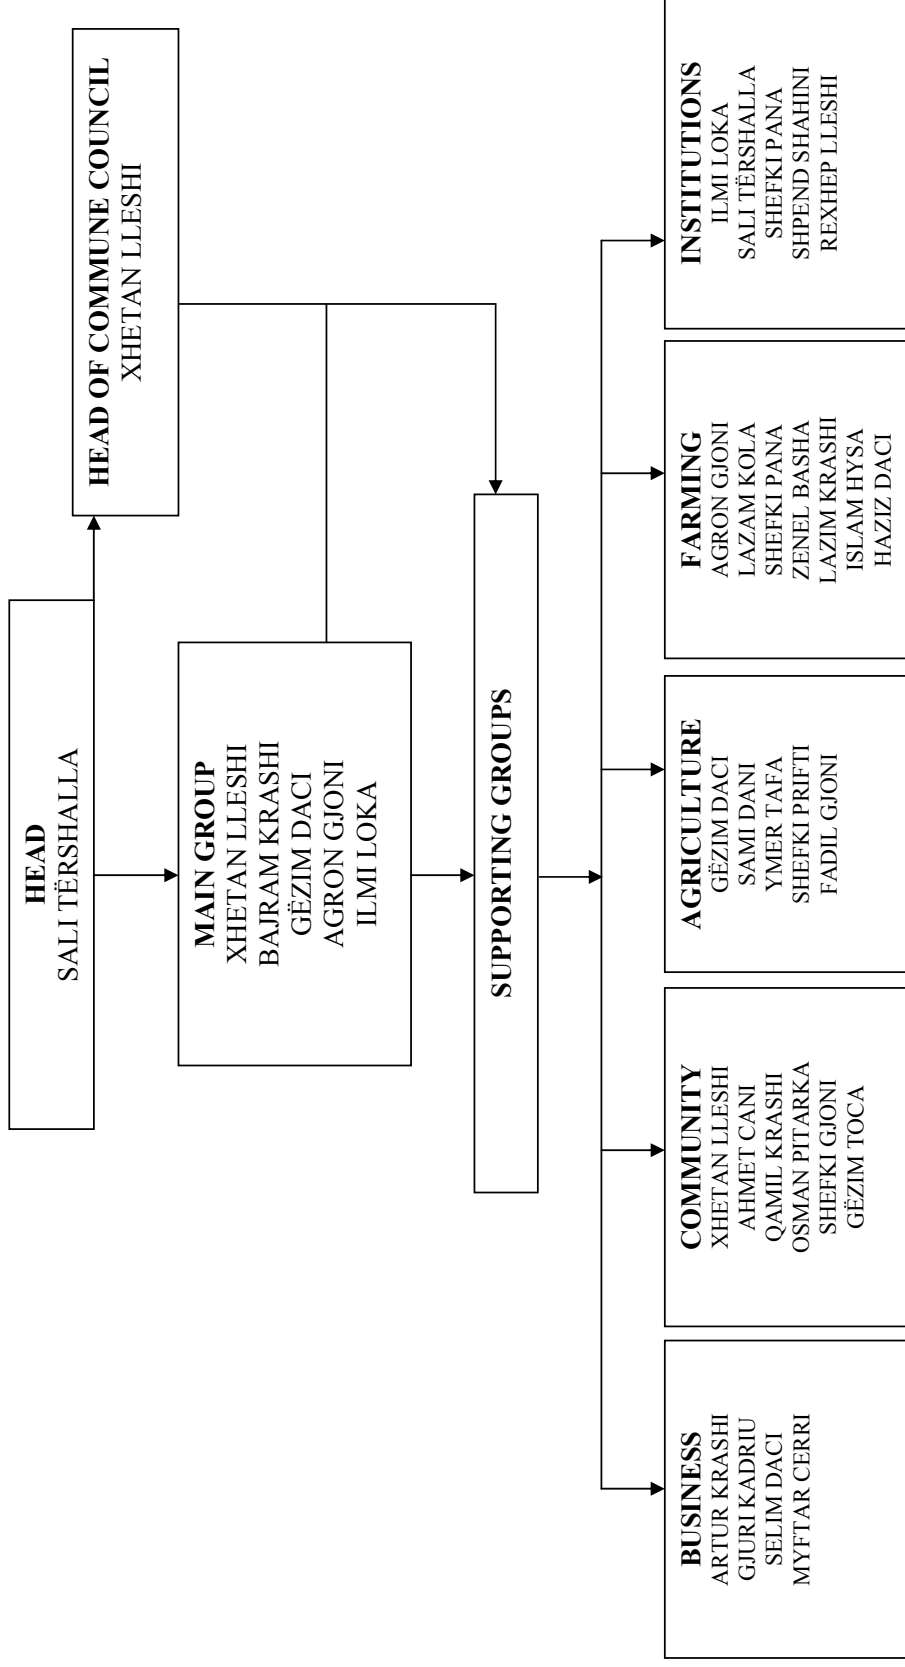 HEAD
SALI TËRSHALLA
HEAD OF COMMUNE COUNCIL
XHETAN LLESHI
MAIN GROUP
XHETAN LLESHI
BAJRAM KRASHI
GËZIM DACI
AGRON GJONI
ILMI LOKA
SUPPORTING GROUPS
BUSINESS
ARTUR KRASHI
GJURI KADRIU
SELIM DACI
MYFTAR CERRI
COMMUNITY
XHETAN LLESHI
AHMET CANI
QAMIL KRASHI
OSMAN PITARKA
SHEFKI GJONI
GËZIM TOCA
AGRICULTURE
GËZIM DACI
SAMI DANI
YMER TAFA
SHEFKI PRIFTI
FADIL GJONI
FARMING
AGRON GJONI
LAZAM KOLA
SHEFKI PANA
ZENEL BASHA
LAZIM KRASHI
ISLAM HYSA
HAZIZ DACI
INSTITUTIONS
ILMI LOKA
SALI TËRSHALLA
SHEFKI PANA
SHPEND SHAHINI
REXHEP LLESHI